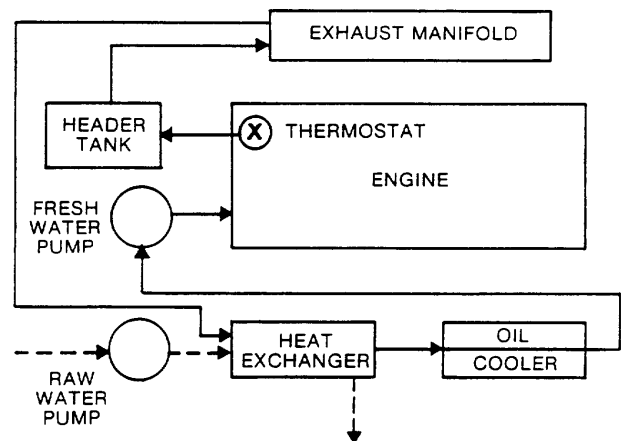 EXHAUST MANIFOLD
HEADER
TANK
X
THERMOSTAT
ENGINE
FRESH
WATER
PUMP
RAW
WATER
PUMP
HEAT
EXCHANGER
OIL
COOLER